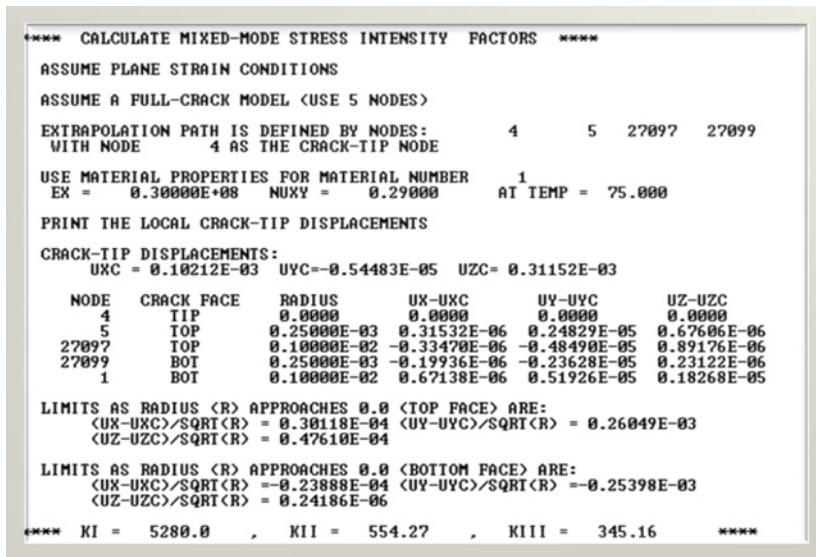 **** CALCULATE MIXED-MODE STRESS INTENSITY FACTORS ****
ASSUME PLANE STRAIN CONDITIONS
ASSUME A FULL-CRACK MODEL (USE 5 NODES)
EXTRAPOLATION PATH IS DEFINED BY NODES: 4 5 27097 27099
WITH NODE 4 AS THE CRACK-TIP NODE
USE MATERIAL PROPERTIES FOR MATERIAL NUMBER 1
EX = 0.30000E+08 NUXY = 0.29000 AT TEMP = 75.000
PRINT THE LOCAL CRACK-TIP DISPLACEMENTS
CRACK-TIP DISPLACEMENTS:
UXC = 0.10212E-03 UYC=-0.54483E-05 UZC= 0.31152E-03
NODE CRACK FACE RADIUS UX-UXC UY-UYC UZ-UZC
4 TIP 0.0000 0.0000 0.0000 0.0000
5 TOP 0.25000E-03 0.31532E-06 0.24829E-05 0.67606E-06
27097 TOP 0.10000E-02 -0.33470E-06 -0.48490E-05 0.89176E-06
27099 BOT 0.25000E-03 -0.19936E-06 -0.23628E-05 0.23122E-06
1 BOT 0.10000E-02 0.67138E-06 0.51926E-05 0.18268E-05
LIMITS AS RADIUS (R) APPROACHES 0.0 (TOP FACE) ARE:
(UX-UXC)/SQRT(R) = 0.30118E-04 (UY-UYC)/SQRT(R) = 0.26049E-03
(UZ-UZC)/SQRT(R) = 0.47610E-04
LIMITS AS RADIUS (R) APPROACHES 0.0 (BOTTOM FACE) ARE:
(UX-UXC)/SQRT(R) =-0.23888E-04 (UY-UYC)/SQRT(R) =-0.25398E-03
(UZ-UZC)/SQRT(R) = 0.24186E-06
**** KI = 5280.0 , KII = 554.27 , KIII = 345.16 ****